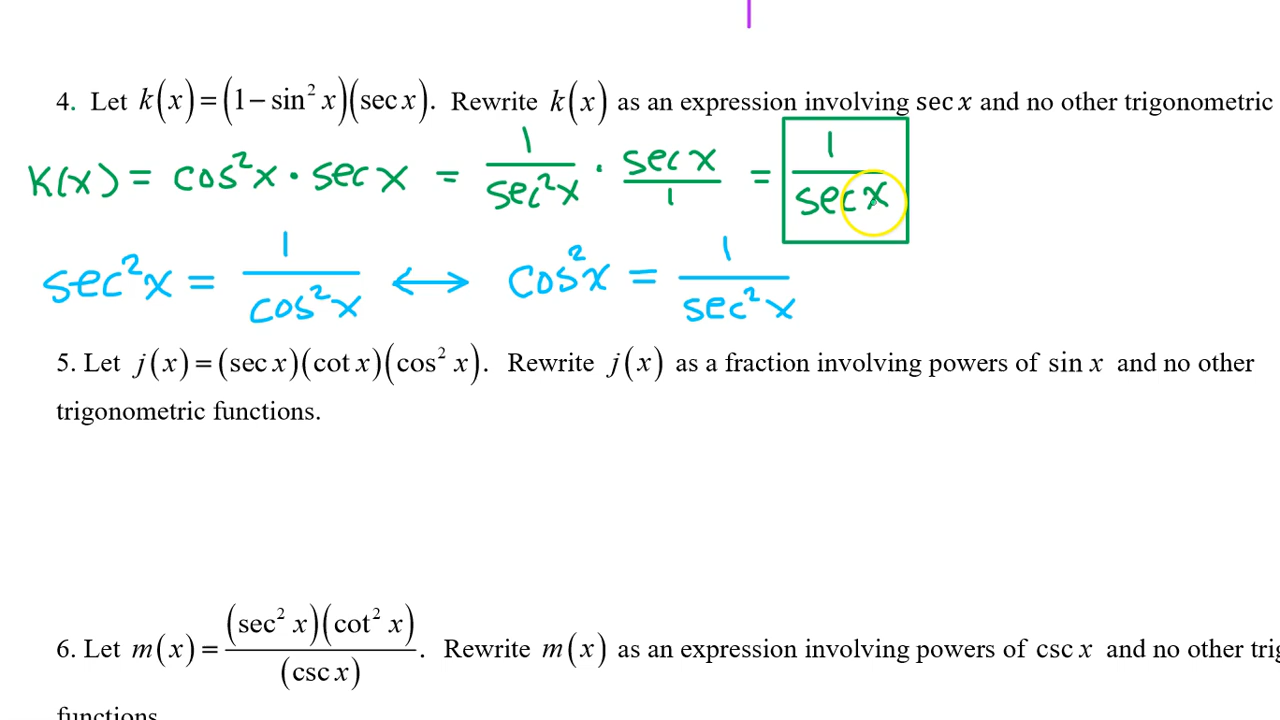 4. Let k(x) = (1 − sin² x)(sec x). Rewrite k(x) as an expression involving sec x and no other trigonometric
K(x) = cos²x · sec x = 1/sec²x · sec x/1 = 1/sec x
sec²x = 1/cos²x ↔ cos²x = 1/sec²x
5. Let j(x) = (sec x)(cot x)(cos² x). Rewrite j(x) as a fraction involving powers of sin x and no other
trigonometric functions.
6. Let m(x) = (sec² x)(cot² x)/(csc x). Rewrite m(x) as an expression involving powers of csc x and no other trig
functions